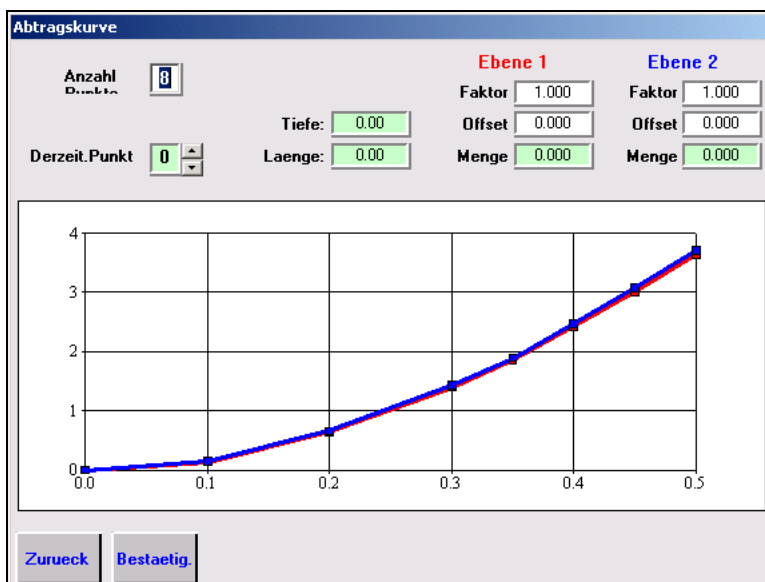 Abtragskurve
Anzahl
Punkte 8
Derzeit.Punkt 0
Tiefe: 0.00
Laenge: 0.00
Ebene 1
Faktor 1.000
Offset 0.000
Menge 0.000
Ebene 2
Faktor 1.000
Offset 0.000
Menge 0.000
4
3
2
1
0
0.0 0.1 0.2 0.3 0.4 0.5
Zurueck Bestaetig.